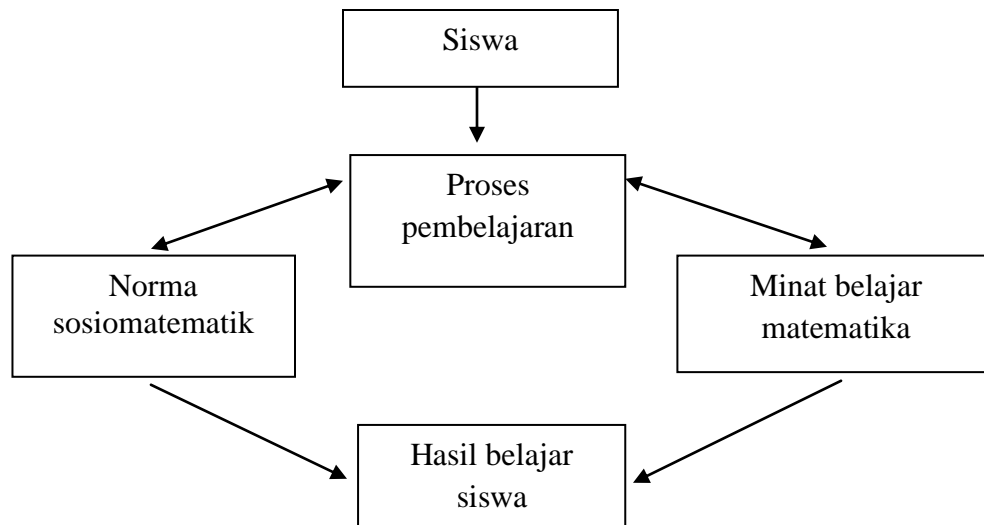 Siswa
Proses
pembelajaran
Norma
sosiomatematik
Minat belajar
matematika
Hasil belajar
siswa